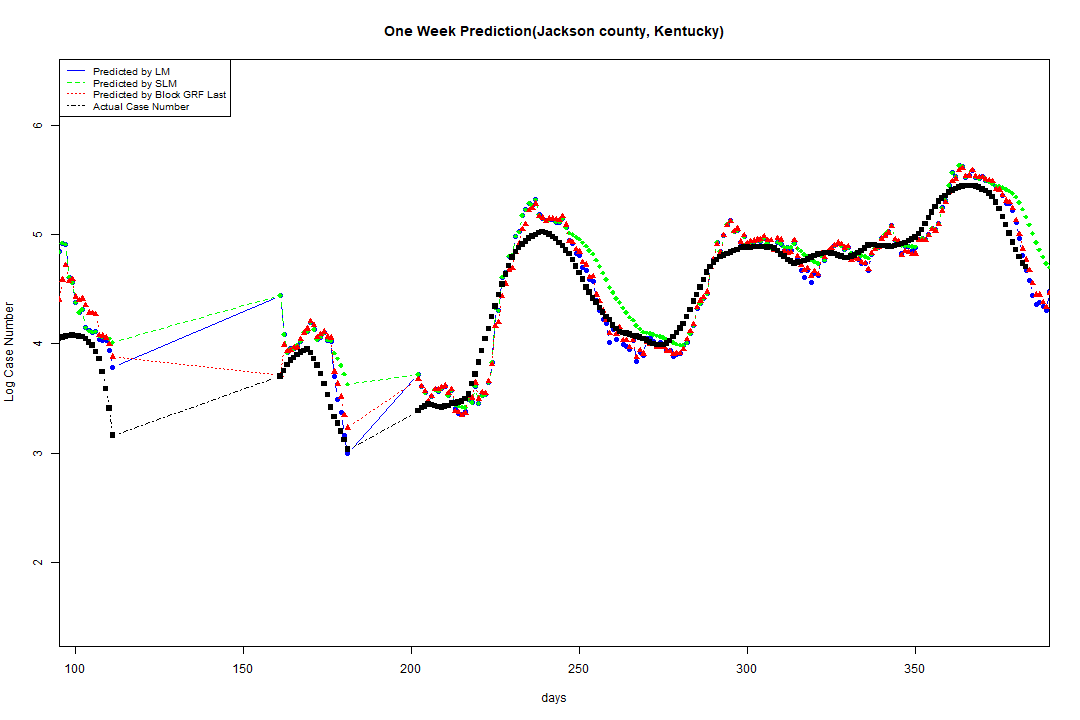 One Week Prediction(Jackson county, Kentucky)
Predicted by LM
Predicted by SLM
Predicted by Block GRF Last
Actual Case Number
6
5
4
3
2
Log Case Number
100 150 200 250 300 350
days